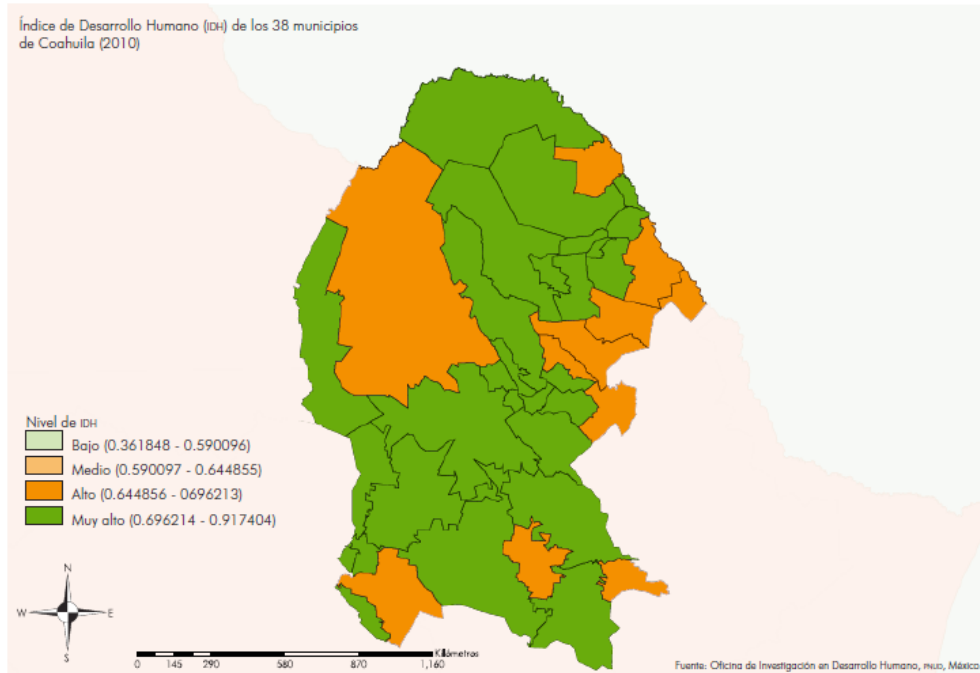 Índice de Desarrollo Humano (IDH) de los 38 municipios
de Coahuila (2010)
Nivel de IDH
Bajo (0.361848 - 0.590096)
Medio (0.590097 - 0.644855)
Alto (0.644856 - 0696213)
Muy alto (0.696214 - 0.917404)
N
W E
S
Kilómetros
0 145 290 580 870 1,160
Fuente: Oficina de Investigación en Desarrollo Humano, PNUD, México